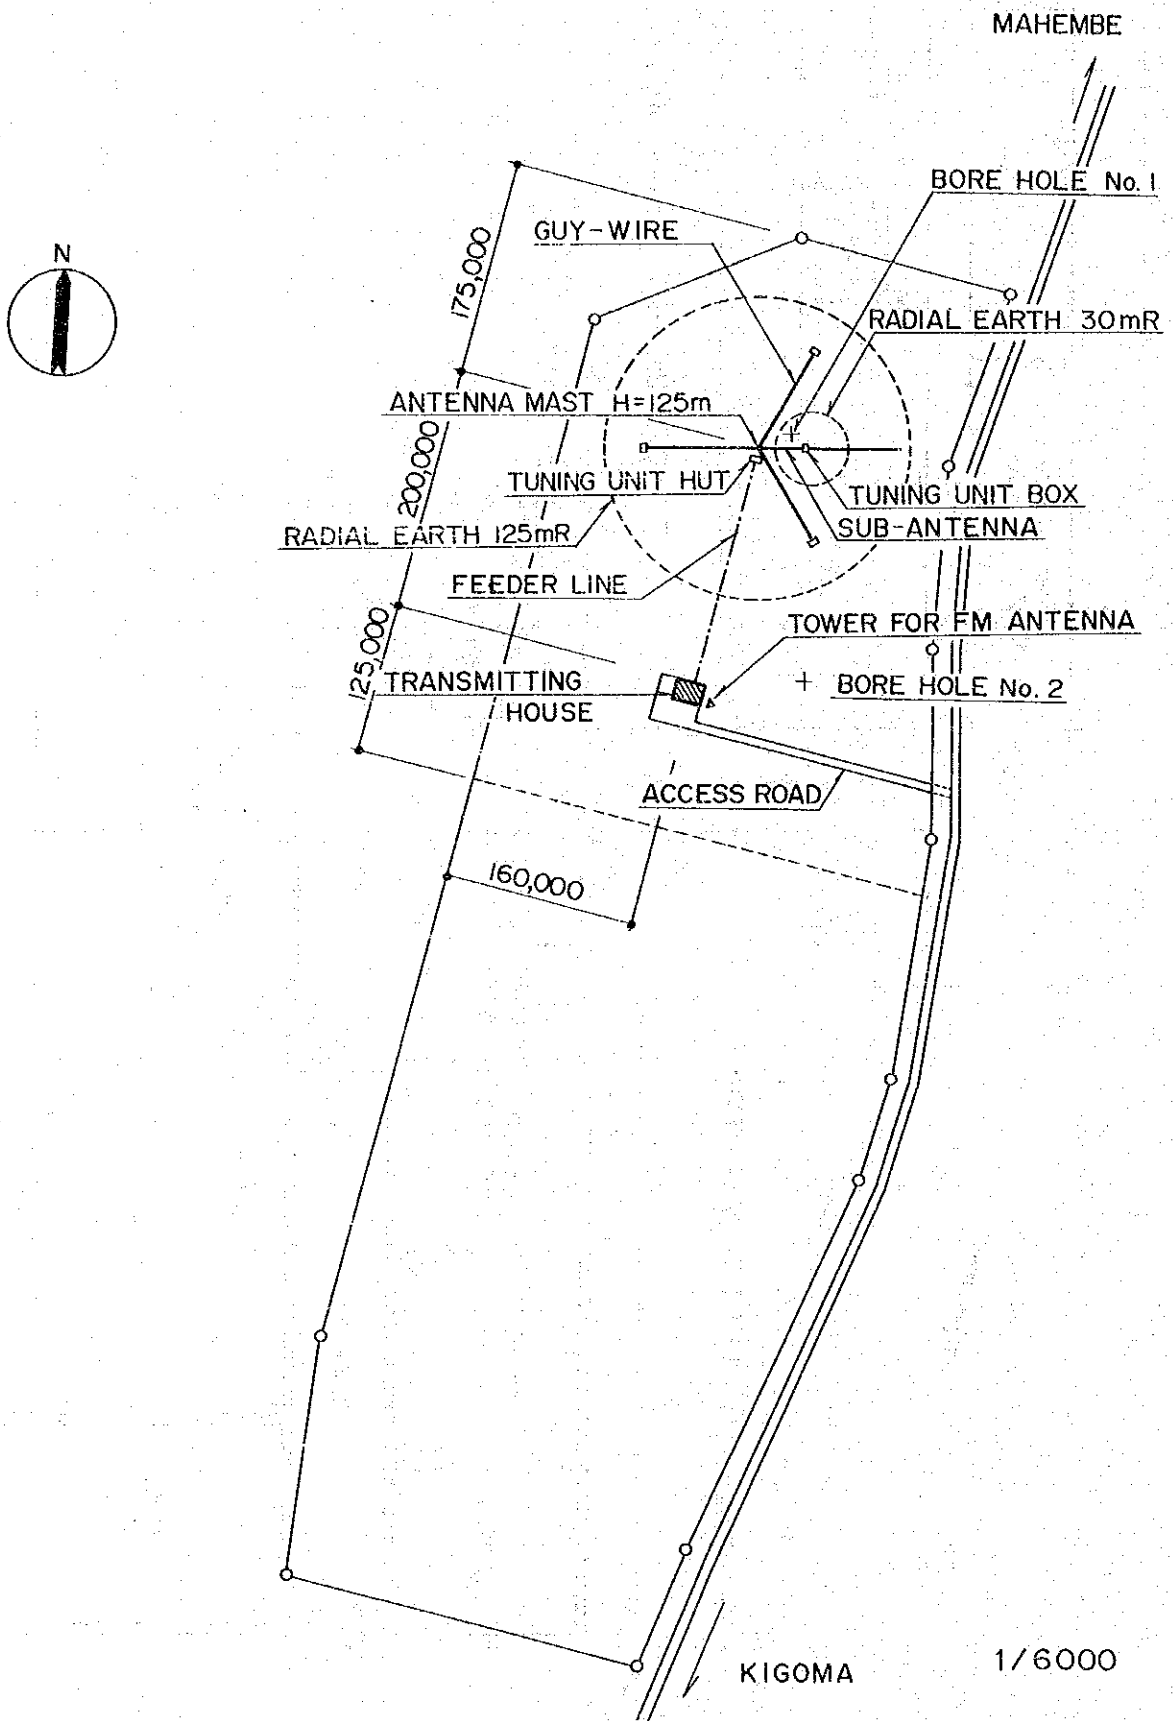 MAHEMBE
BORE HOLE No. 1
GUY-WIRE
N
175,000
RADIAL EARTH 30mR
ANTENNA MAST H=125m
200,000
TUNING UNIT HUT
TUNING UNIT BOX
RADIAL EARTH 125mR
SUB-ANTENNA
FEEDER LINE
TOWER FOR FM ANTENNA
125,000
TRANSMITTING
HOUSE
BORE HOLE No. 2
ACCESS ROAD
160,000
KIGOMA
1/6000